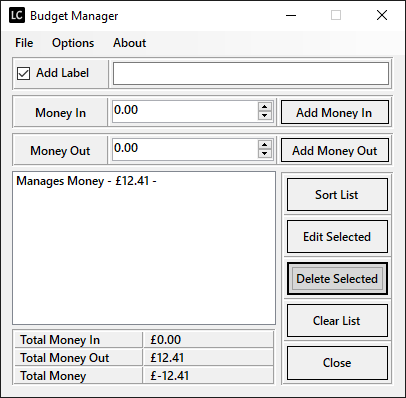 LC Budget Manager
File Options About
Add Label
Money In 0.00 Add Money In
Money Out 0.00 Add Money Out
Manages Money - £12.41 -
Sort List
Edit Selected
Delete Selected
Clear List
Close
Total Money In £0.00
Total Money Out £12.41
Total Money £-12.41